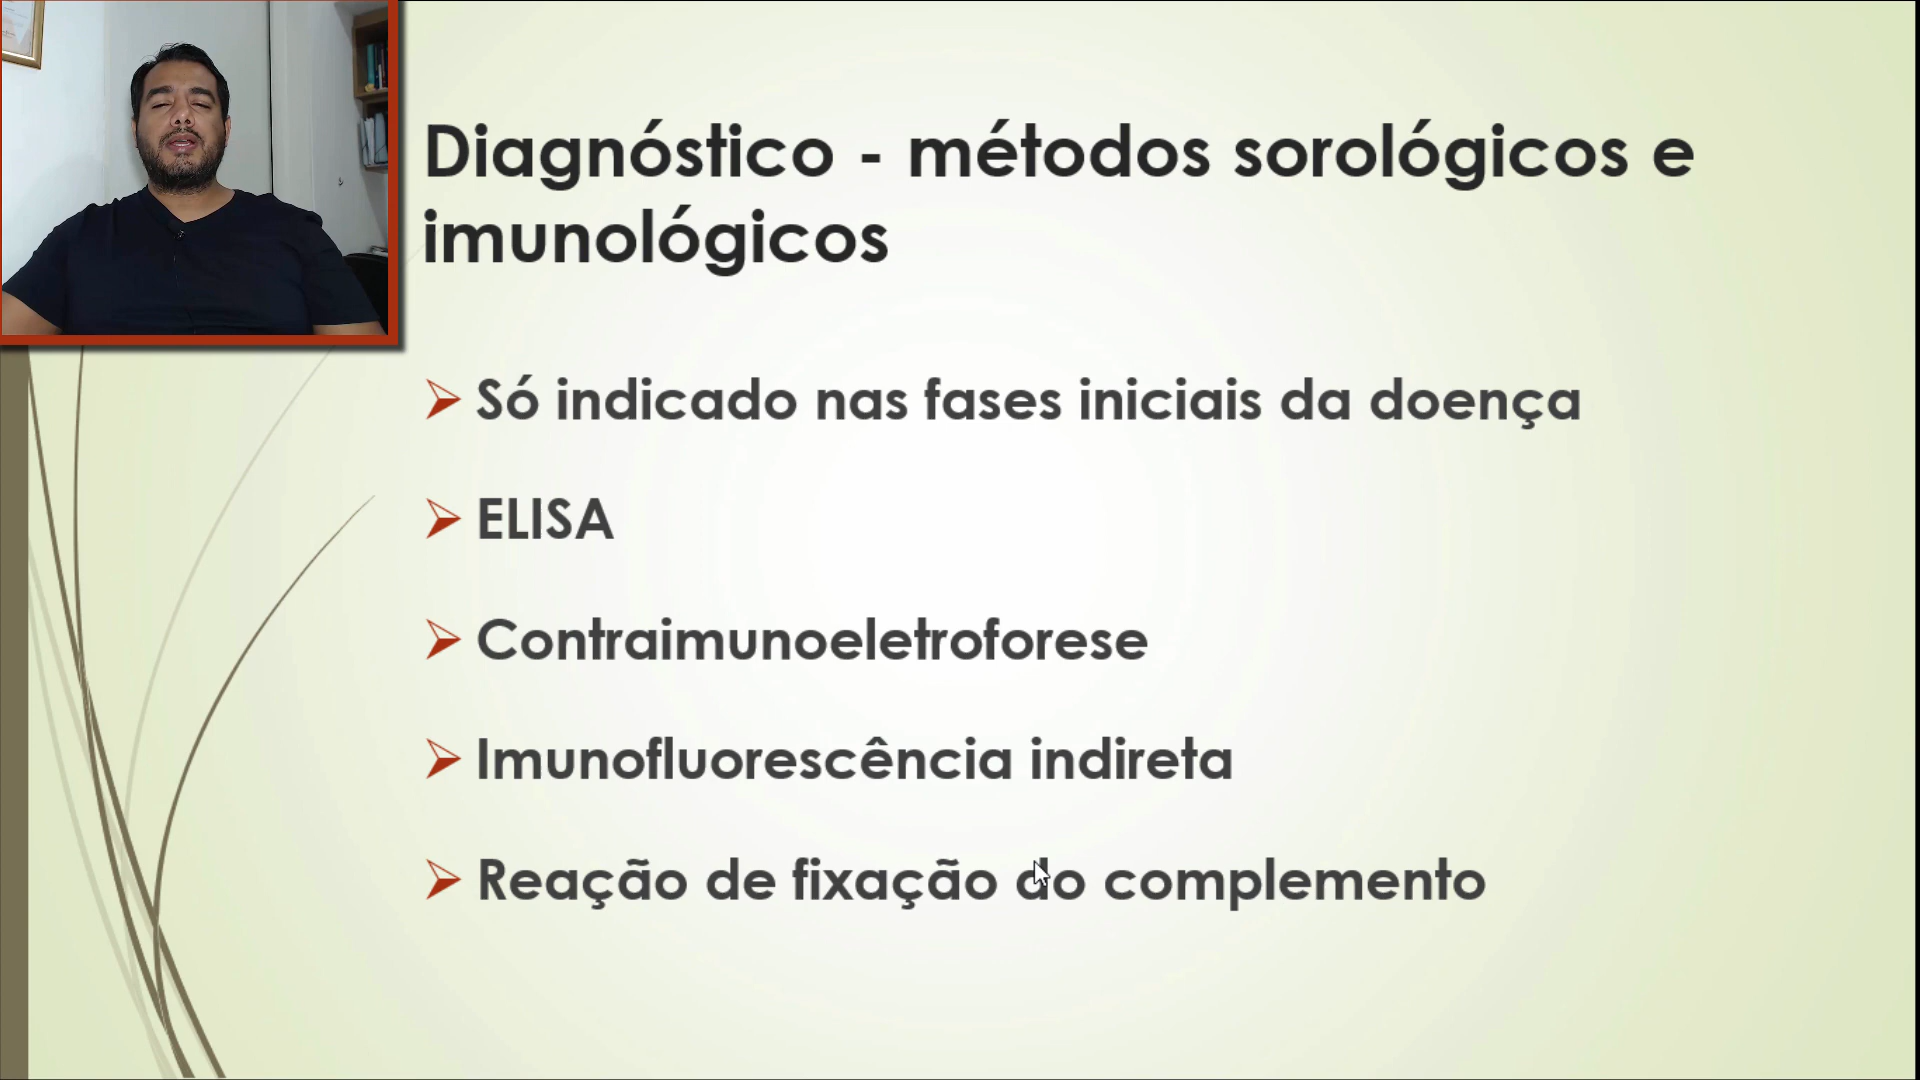 Diagnóstico - métodos sorológicos e
imunológicos
Só indicado nas fases iniciais da doença
ELISA
Contraimunoeletroforese
Imunofluorescência indireta
Reação de fixação do complemento